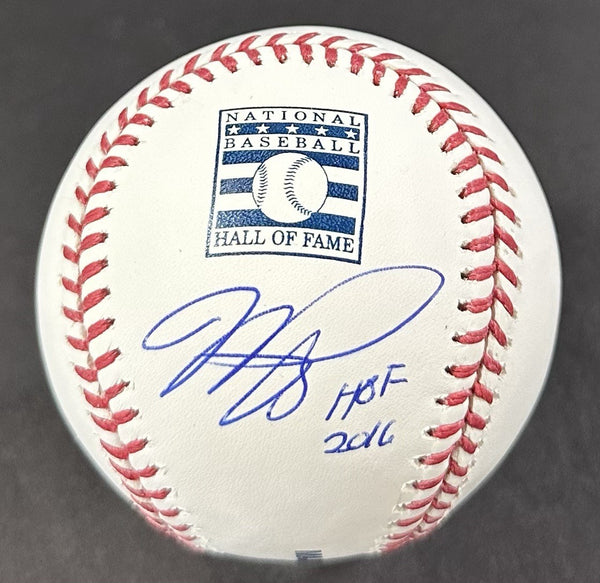 NATIONAL
BASEBALL
HALL OF FAME
HOF
2016